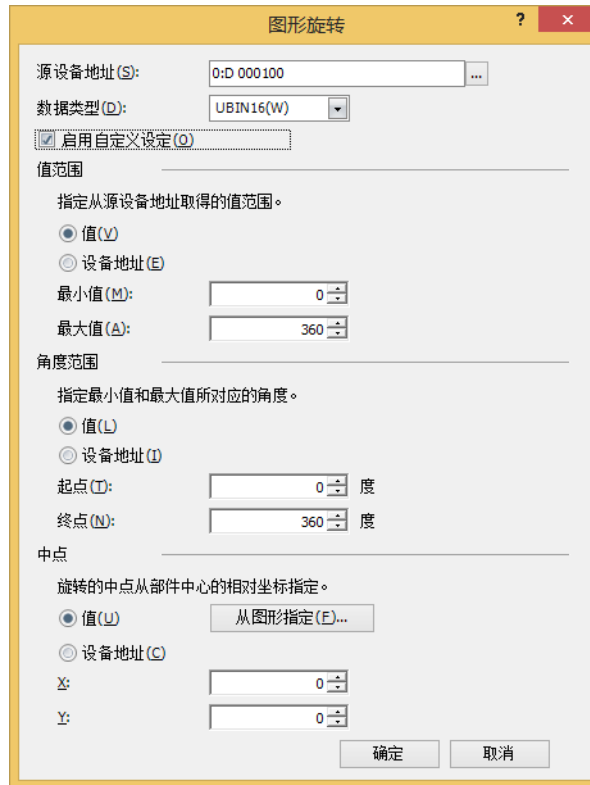 图形旋转 ? ×
源设备地址(S): 0:D 000100 ...
数据类型(D): UBIN16(W)
启用自定义设定(O)
值范围
指定从源设备地址取得的值范围。
值(V)
设备地址(E)
最小值(M): 0
最大值(A): 360
角度范围
指定最小值和最大值所对应的角度。
值(L)
设备地址(I)
起点(T): 0 度
终点(N): 360 度
中点
旋转的中点从部件中心的相对坐标指定。
值(U) 从图形指定(F)...
设备地址(C)
X: 0
Y: 0
确定 取消